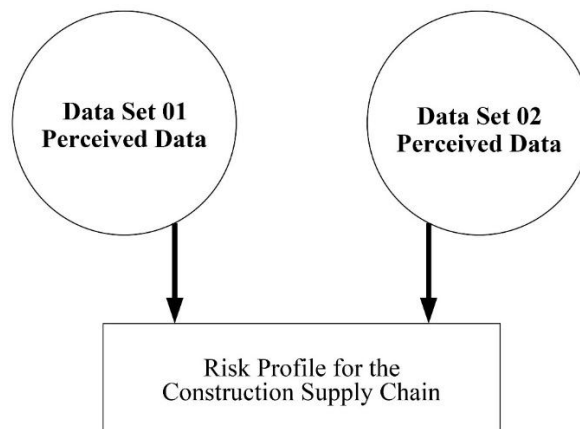 Data Set 01
Perceived Data
Data Set 02
Perceived Data
Risk Profile for the
Construction Supply Chain